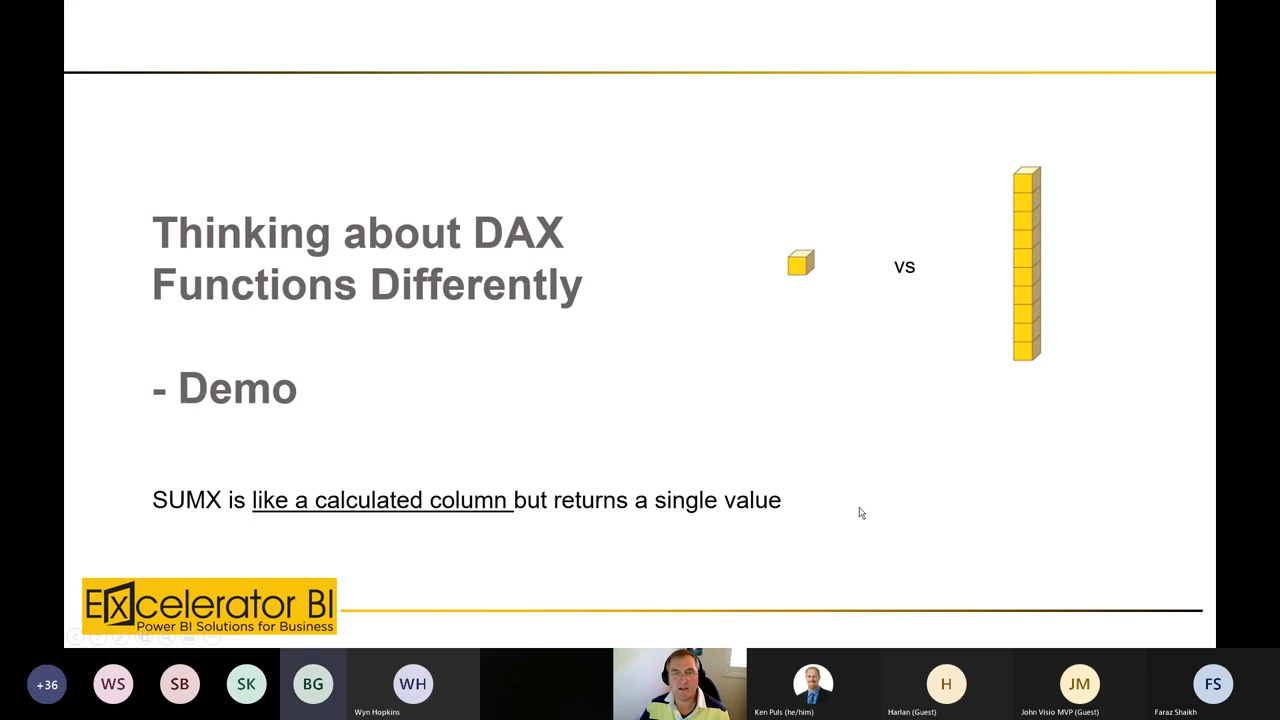 Thinking about DAX
Functions Differently
vs
- Demo
SUMX is like a calculated column but returns a single value
Excelerator BI
Power BI Solutions for Business
+36
WS
SB
SK
BG
WH
Wyn Hopkins
Ken Puls (he/him)
H
Harlan (Guest)
JM
John Visio MVP (Guest)
FS
Faraz Shaikh